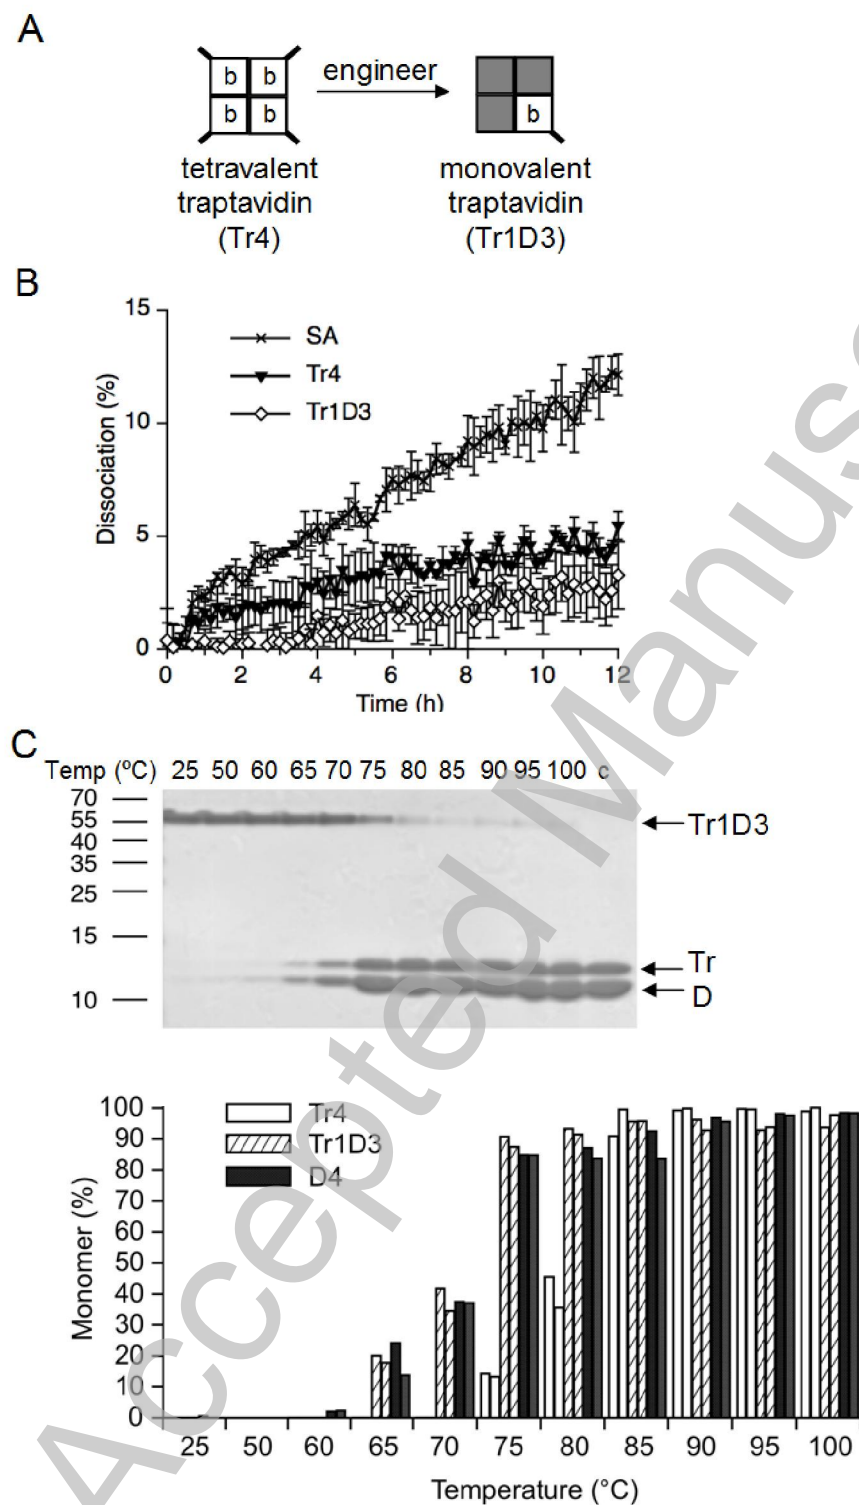 A
b b
b b
engineer
b
tetravalent
traptavidin
(Tr4)
monovalent
traptavidin
(Tr1D3)
B
15
10
5
0
Dissociation (%)
SA
Tr4
Tr1D3
0 2 4 6 8 10 12
Time (h)
C
Temp (ºC) 25 50 60 65 70 75 80 85 90 95 100 c
70
55
40
35
25
15
10
Tr1D3
Tr
D
100
90
80
70
60
50
40
30
20
10
0
Monomer (%)
Tr4
Tr1D3
D4
25 50 60 65 70 75 80 85 90 95 100
Temperature (°C)
Accepted Manus